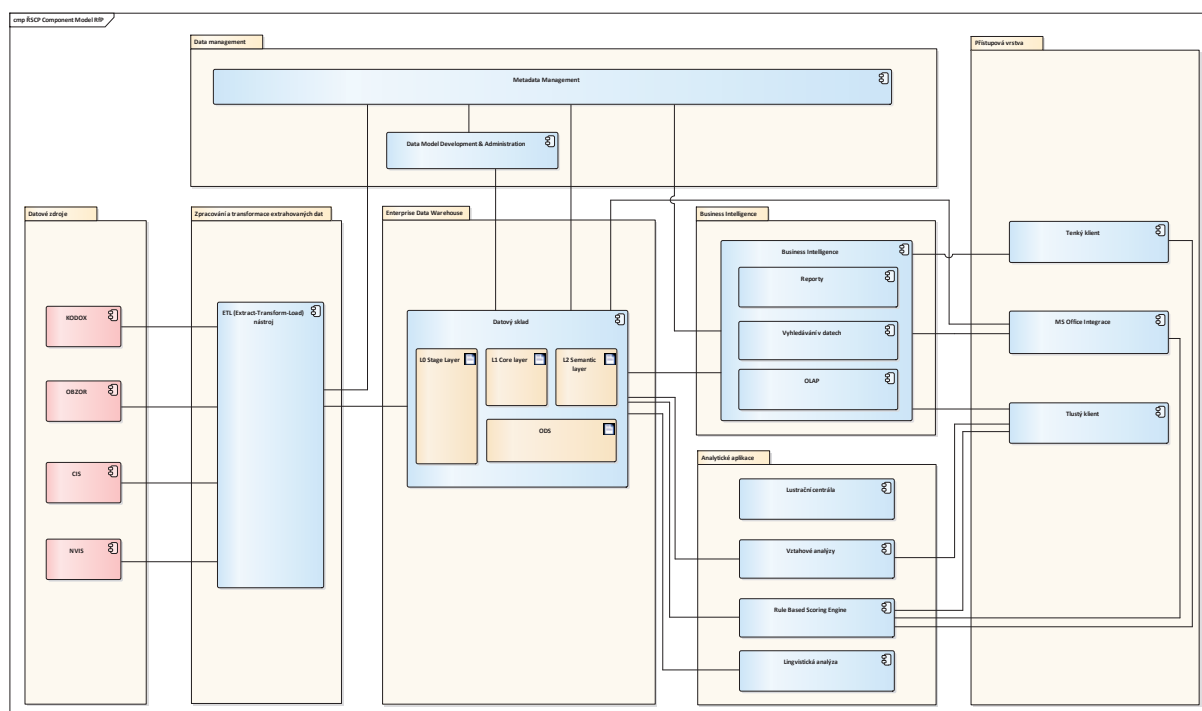 cmp ŘSCP Component Model RfP
Data management
Metadata Management
Data Model Development & Administration
Přístupová vrstva
Tenký klient
MS Office Integrace
Tlustý klient
Datové zdroje
KODOX
OBZOR
CIS
NVIS
Zpracování a transformace extrahovaných dat
ETL (Extract-Transform-Load)
nástroj
Enterprise Data Warehouse
Datový sklad
L0 Stage Layer
L1 Core layer
L2 Semantic
layer
ODS
Business Intelligence
Business Intelligence
Reporty
Vyhledávání v datech
OLAP
Analytické aplikace
Lustrační centrála
Vztahové analýzy
Rule Based Scoring Engine
Lingvistická analýza